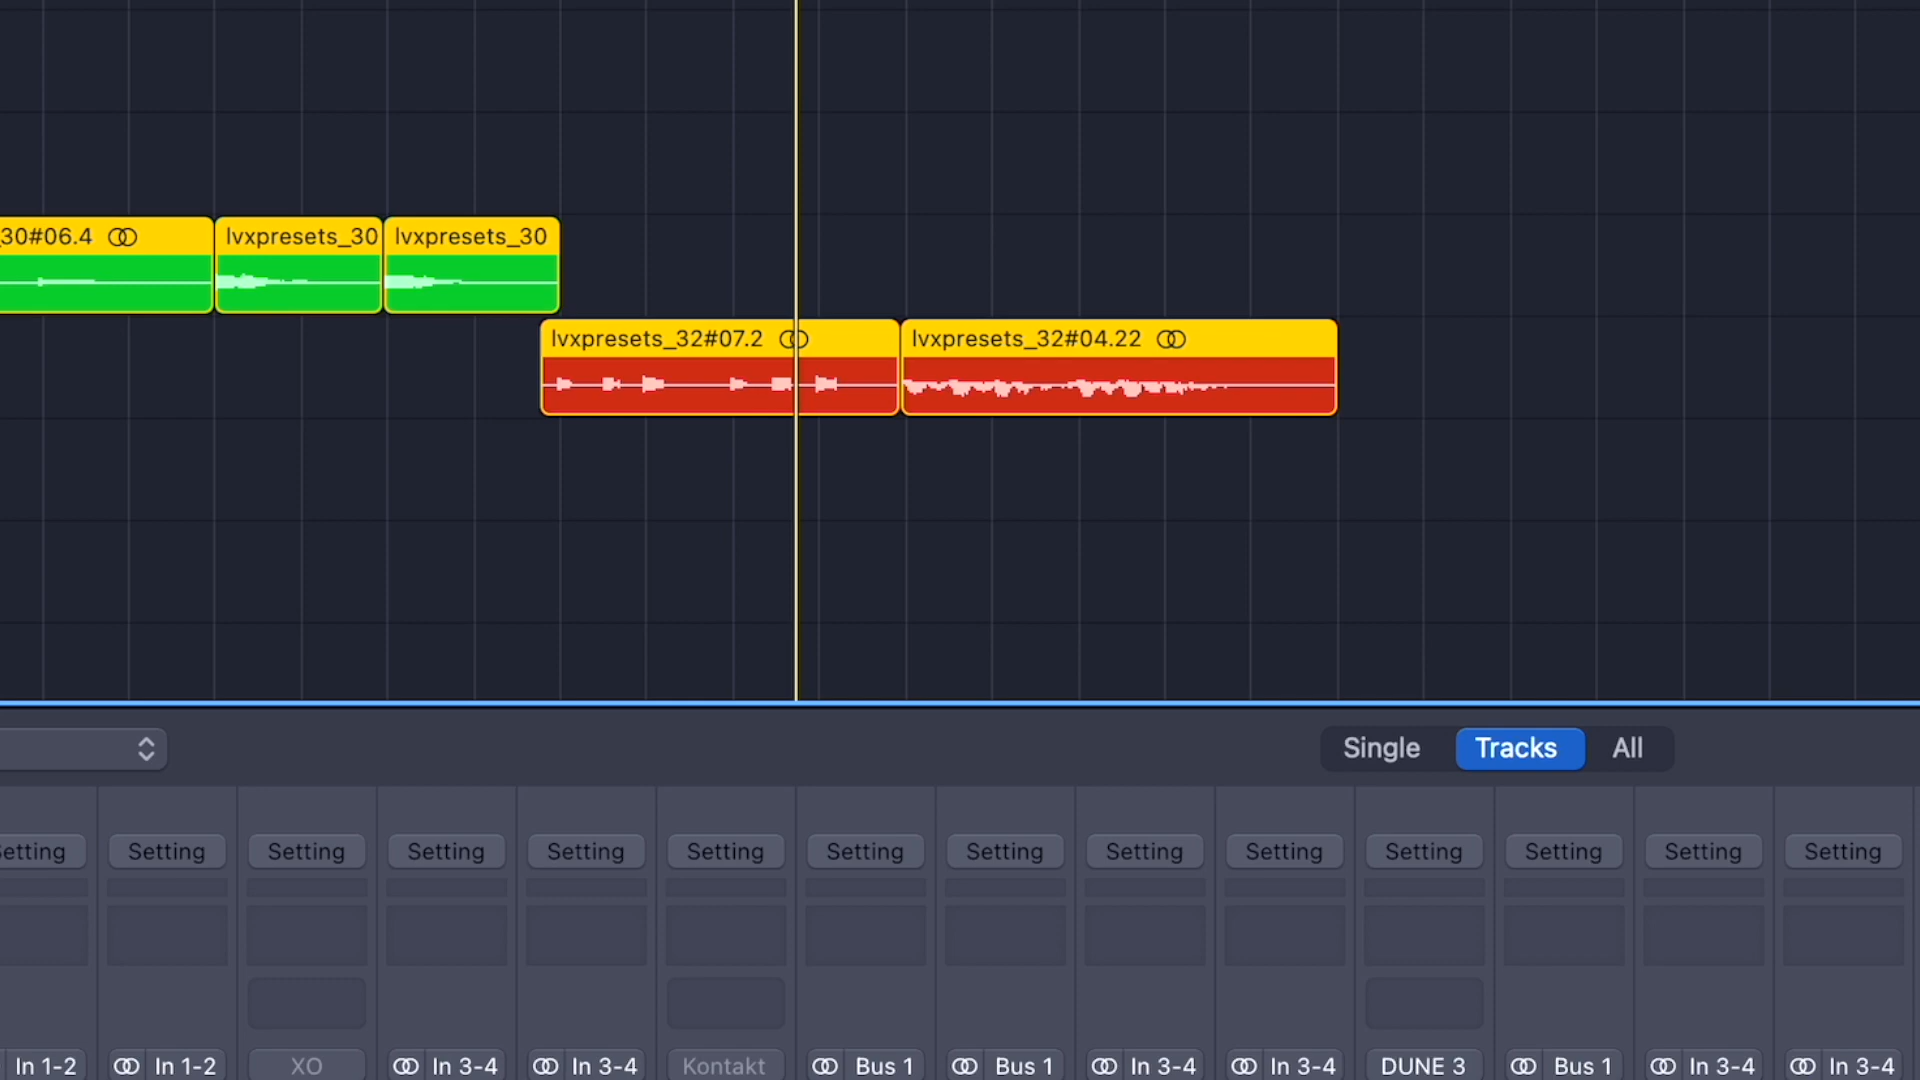 _30#06.4
lvxpresets_30
lvxpresets_30
lvxpresets_32#07.2
lvxpresets_32#04.22
Single
Tracks
All
Setting
Setting
Setting
Setting
Setting
Setting
Setting
Setting
Setting
Setting
Setting
Setting
Setting
Setting
In 1-2
In 1-2
XO
In 3-4
In 3-4
Kontakt
Bus 1
Bus 1
In 3-4
In 3-4
DUNE 3
Bus 1
In 3-4
In 3-4